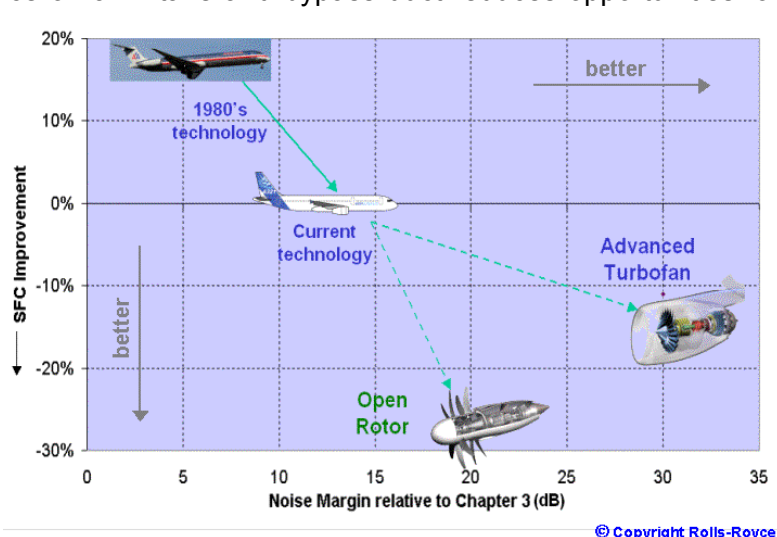 20%
10%
0%
-10%
-20%
-30%
SFC Improvement
better
better
1980's
technology
Current
technology
Advanced
Turbofan
Open
Rotor
0 5 10 15 20 25 30 35
Noise Margin relative to Chapter 3 (dB)
© Copyright Rolls-Royce